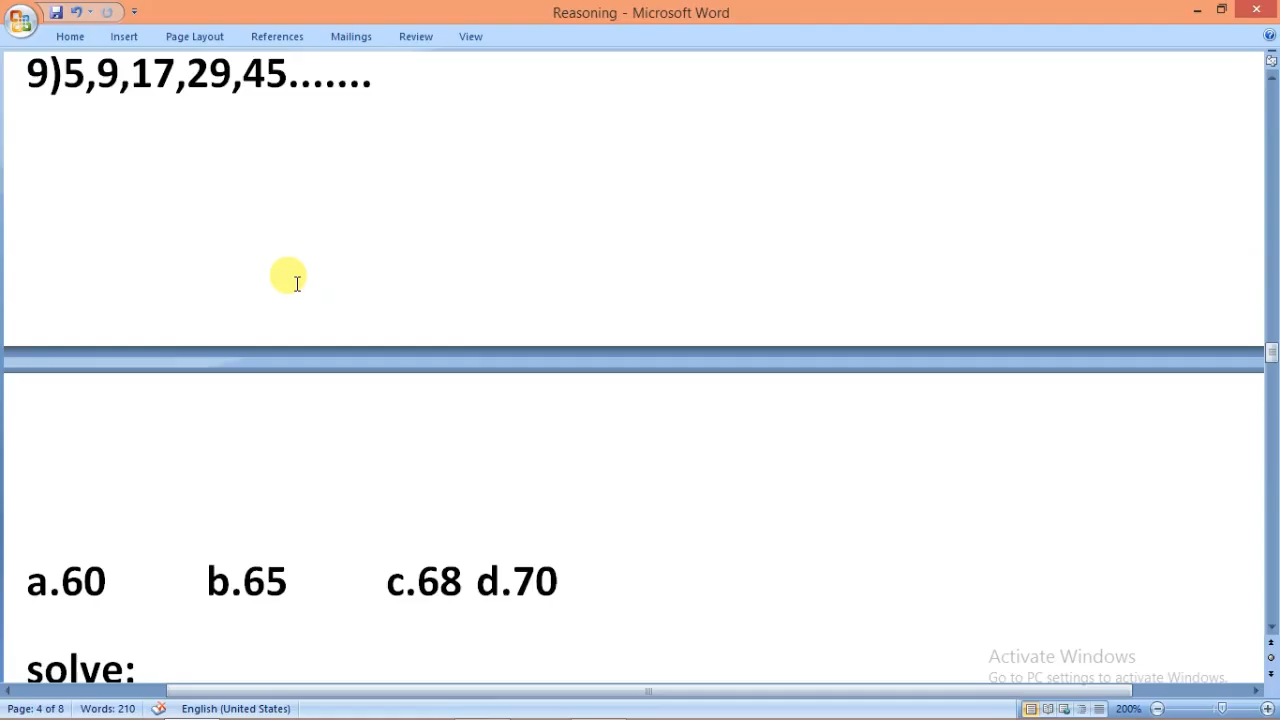 Reasoning - Microsoft Word
Home Insert Page Layout References Mailings Review View
9)5,9,17,29,45.......
a.60 b.65 c.68 d.70
solve:
Activate Windows
Go to PC settings to activate Windows.
Page: 4 of 8 Words: 210 English (United States) 200%